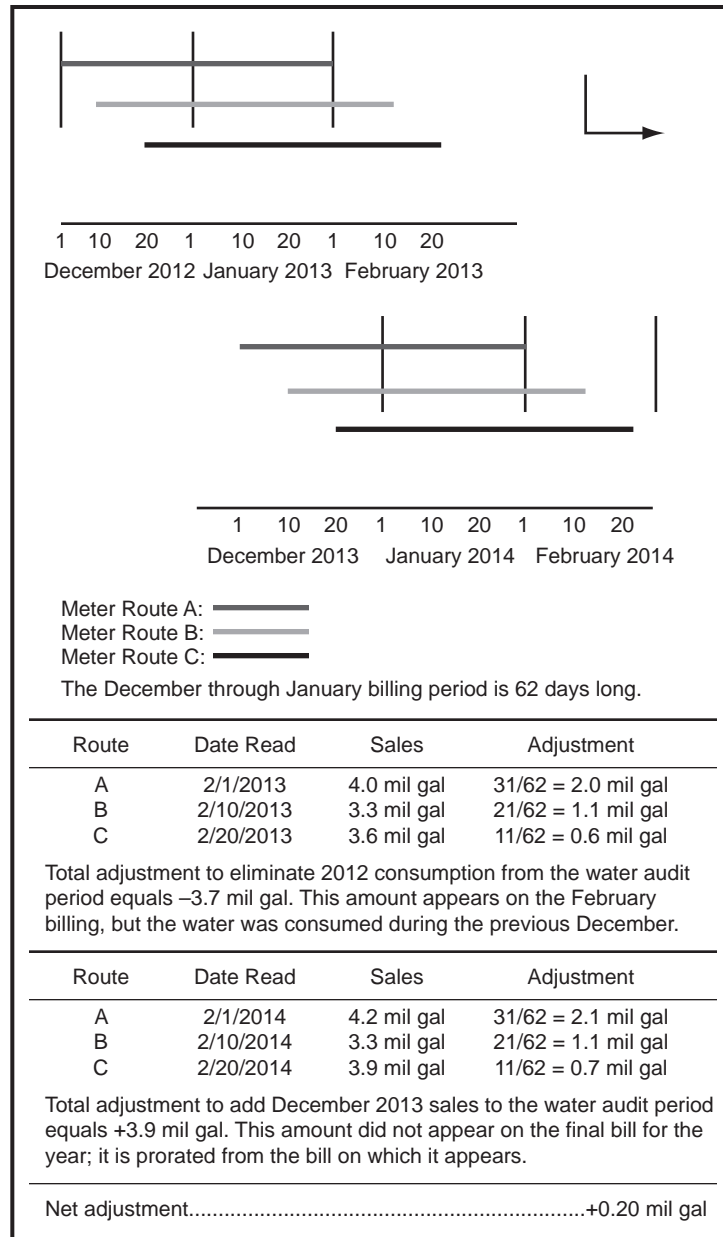 1 10 20 1 10 20 1 10 20
December 2012 January 2013 February 2013
1 10 20 1 10 20 1 10 20
December 2013 January 2014 February 2014
Meter Route A:
Meter Route B:
Meter Route C:
The December through January billing period is 62 days long.
Route Date Read Sales Adjustment
A 2/1/2013 4.0 mil gal 31/62 = 2.0 mil gal
B 2/10/2013 3.3 mil gal 21/62 = 1.1 mil gal
C 2/20/2013 3.6 mil gal 11/62 = 0.6 mil gal
Total adjustment to eliminate 2012 consumption from the water audit
period equals –3.7 mil gal. This amount appears on the February
billing, but the water was consumed during the previous December.
Route Date Read Sales Adjustment
A 2/1/2014 4.2 mil gal 31/62 = 2.1 mil gal
B 2/10/2014 3.3 mil gal 21/62 = 1.1 mil gal
C 2/20/2014 3.9 mil gal 11/62 = 0.7 mil gal
Total adjustment to add December 2013 sales to the water audit period
equals +3.9 mil gal. This amount did not appear on the final bill for the
year; it is prorated from the bill on which it appears.
Net adjustment...................................................................+0.20 mil gal